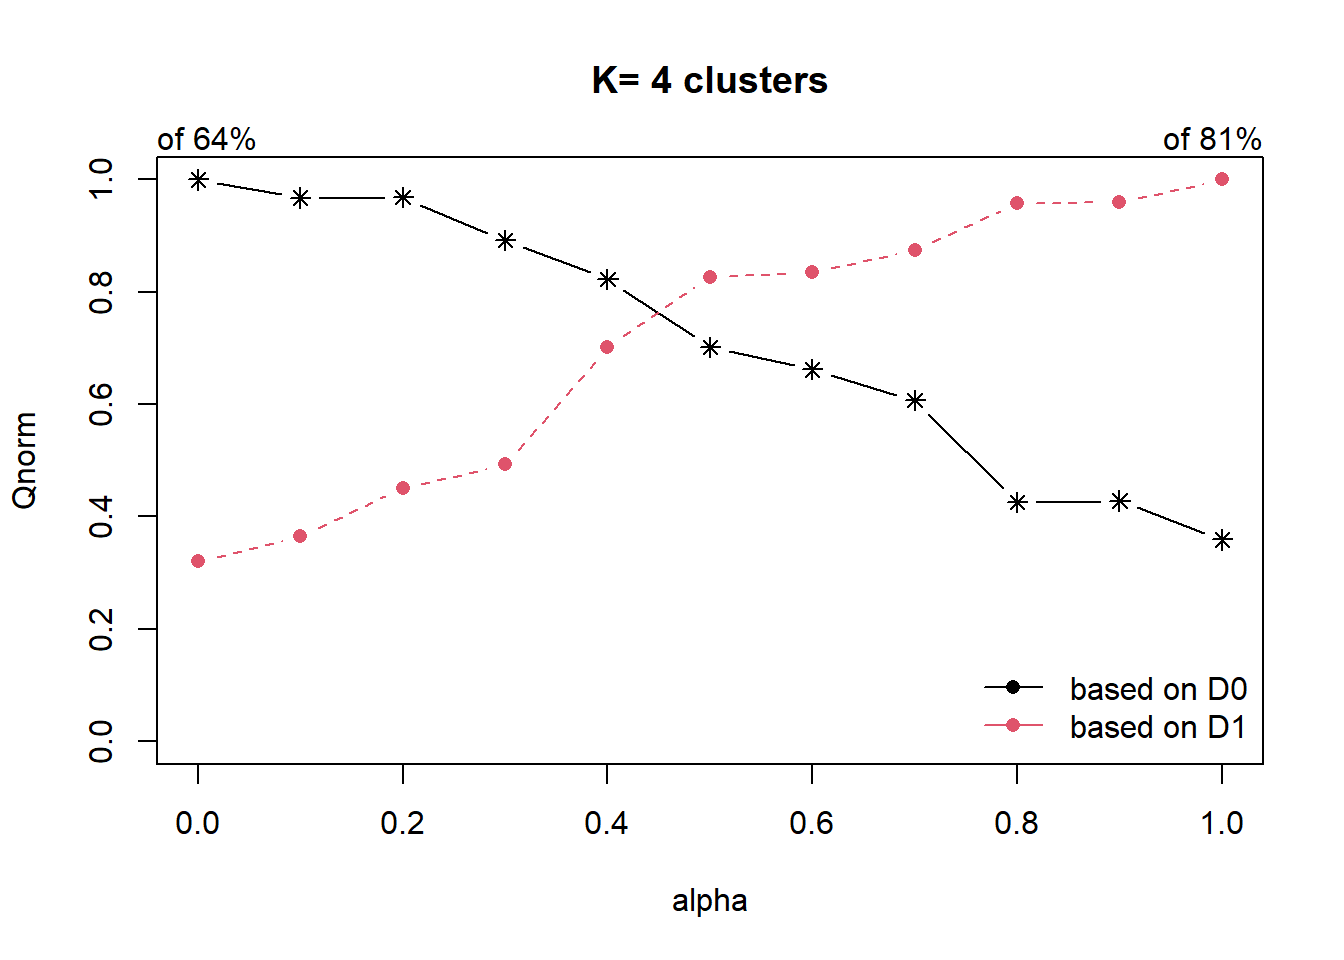 K= 4 clusters
of 64%
of 81%
Qnorm
1.0
0.8
0.6
0.4
0.2
0.0
based on D0
based on D1
0.0 0.2 0.4 0.6 0.8 1.0
alpha